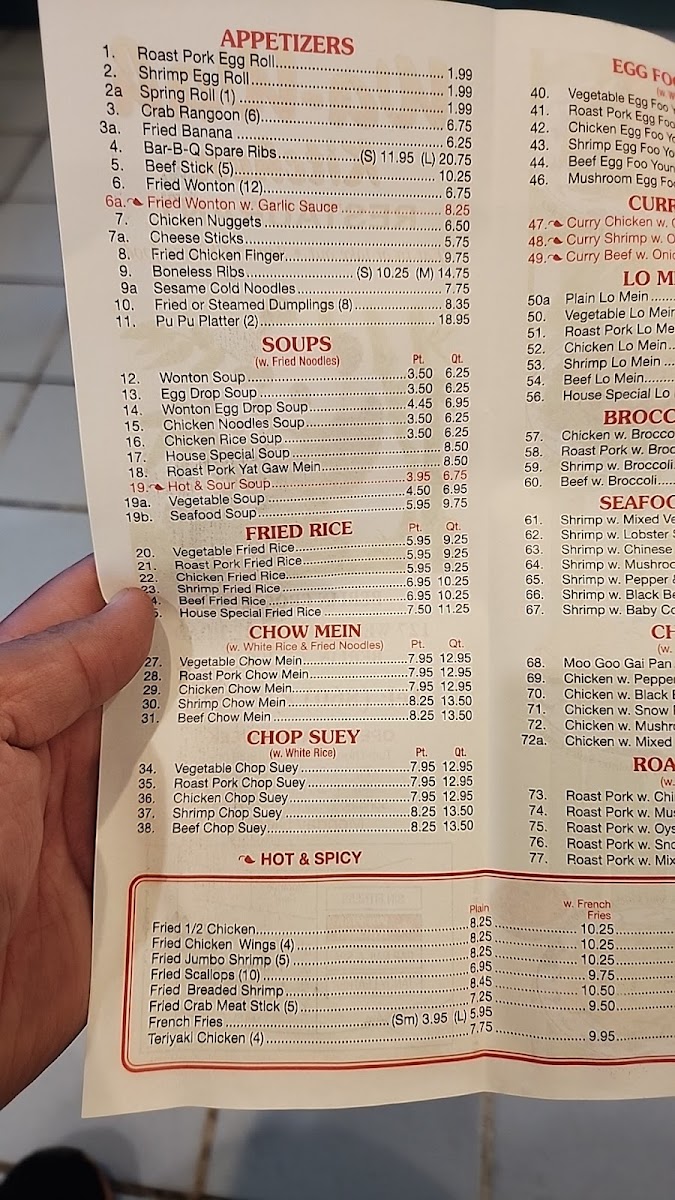 APPETIZERS
1. Roast Pork Egg Roll 1.99
2. Shrimp Egg Roll 1.99
2a Spring Roll (1) 1.99
3. Crab Rangoon (6) 6.75
3a. Fried Banana 6.25
4. Bar-B-Q Spare Ribs (S) 11.95 (L) 20.75
5. Beef Stick (5) 10.25
6. Fried Wonton (12) 6.75
6a. Fried Wonton w. Garlic Sauce 8.25
7. Chicken Nuggets 6.50
7a. Cheese Sticks 5.75
8. Fried Chicken Finger 9.75
9. Boneless RIbs (S) 10.25 (M) 14.75
9a Sesame Cold Noodles 7.75
10. Fried or Steamed Dumplings (8) 8.35
11. Pu Pu Platter (2) 18.95
SOUPS
(w. Fried Noodles) Pt. Qt.
12. Wonton Soup 3.50 6.25
13. Egg Drop Soup 3.50 6.25
14. Wonton Egg Drop Soup 4.45 6.95
15. Chicken Noodles Soup 3.50 6.25
16. Chicken Rice Soup 3.50 6.25
17. House Special Soup 8.50
18. Roast Pork Yat Gaw Mein 8.50
19. Hot & Sour Soup 3.95 6.75
19a. Vegetable Soup 4.50 6.95
19b. Seafood Soup 5.95 9.75
FRIED RICE Pt. Qt.
20. Vegetable Fried Rice 5.95 9.25
21. Roast Pork Fried Rice 5.95 9.25
22. Chicken Fried Rice 5.95 9.25
23. Shrimp Fried Rice 6.95 10.25
4. Beef Fried Rice 6.95 10.25
House Special Fried Rice 7.50 11.25
CHOW MEIN
(w. White Rice & Fried Noodles) Pt. Qt.
27. Vegetable Chow Mein 7.95 12.95
28. Roast Pork Chow Mein 7.95 12.95
29. Chicken Chow Mein 7.95 12.95
30. Shrimp Chow Mein 8.25 13.50
31. Beef Chow Mein 8.25 13.50
CHOP SUEY
(w. White Rice) Pt. Qt.
34. Vegetable Chop Suey 7.95 12.95
35. Roast Pork Chop Suey 7.95 12.95
36. Chicken Chop Suey 7.95 12.95
37. Shrimp Chop Suey 8.25 13.50
38. Beef Chop Suey 8.25 13.50
HOT & SPICY
EGG FO
(w.
40. Vegetable Egg Foo
41. Roast Pork Egg Foo
42. Chicken Egg Foo Yo
43. Shrimp Egg Foo Yo
44. Beef Egg Foo Youn
46. Mushroom Egg Fo
CURR
47. Curry Chicken w.
48. Curry Shrimp w. O
49. Curry Beef w. Onio
LO M
50a Plain Lo Mein
50. Vegetable Lo Mein
51. Roast Pork Lo Me
52. Chicken Lo Mein
53. Shrimp Lo Mein
54. Beef Lo Mein
56. House Special Lo
BROCC
57. Chicken w. Brocco
58. Roast Pork w. Broc
59. Shrimp w. Broccoli
60. Beef w. Broccoli
SEAFOO
61. Shrimp w. Mixed Ve
62. Shrimp w. Lobster
63. Shrimp w. Chinese
64. Shrimp w. Mushroo
65. Shrimp w. Pepper &
66. Shrimp w. Black Be
67. Shrimp w. Baby Co
CH
(w.
68. Moo Goo Gai Pan
69. Chicken w. Pepper
70. Chicken w. Black
71. Chicken w. Snow
72. Chicken w. Mushr
72a. Chicken w. Mixed
ROA
(w.
73. Roast Pork w. Chi
74. Roast Pork w. Mus
75. Roast Pork w. Oys
76. Roast Pork w. Sno
77. Roast Pork w. Mix
Plain w. French Fries
Fried 1/2 Chicken 8.25 10.25
Fried Chicken Wings (4) 8.25 10.25
Fried Jumbo Shrimp (5) 8.25 10.25
Fried Scallops (10) 6.95 9.75
Fried Breaded Shrimp 8.45 10.50
Fried Crab Meat Stick (5) 7.25 9.50
French Fries (Sm) 3.95 (L) 5.95
Teriyaki Chicken (4) 7.75 9.95